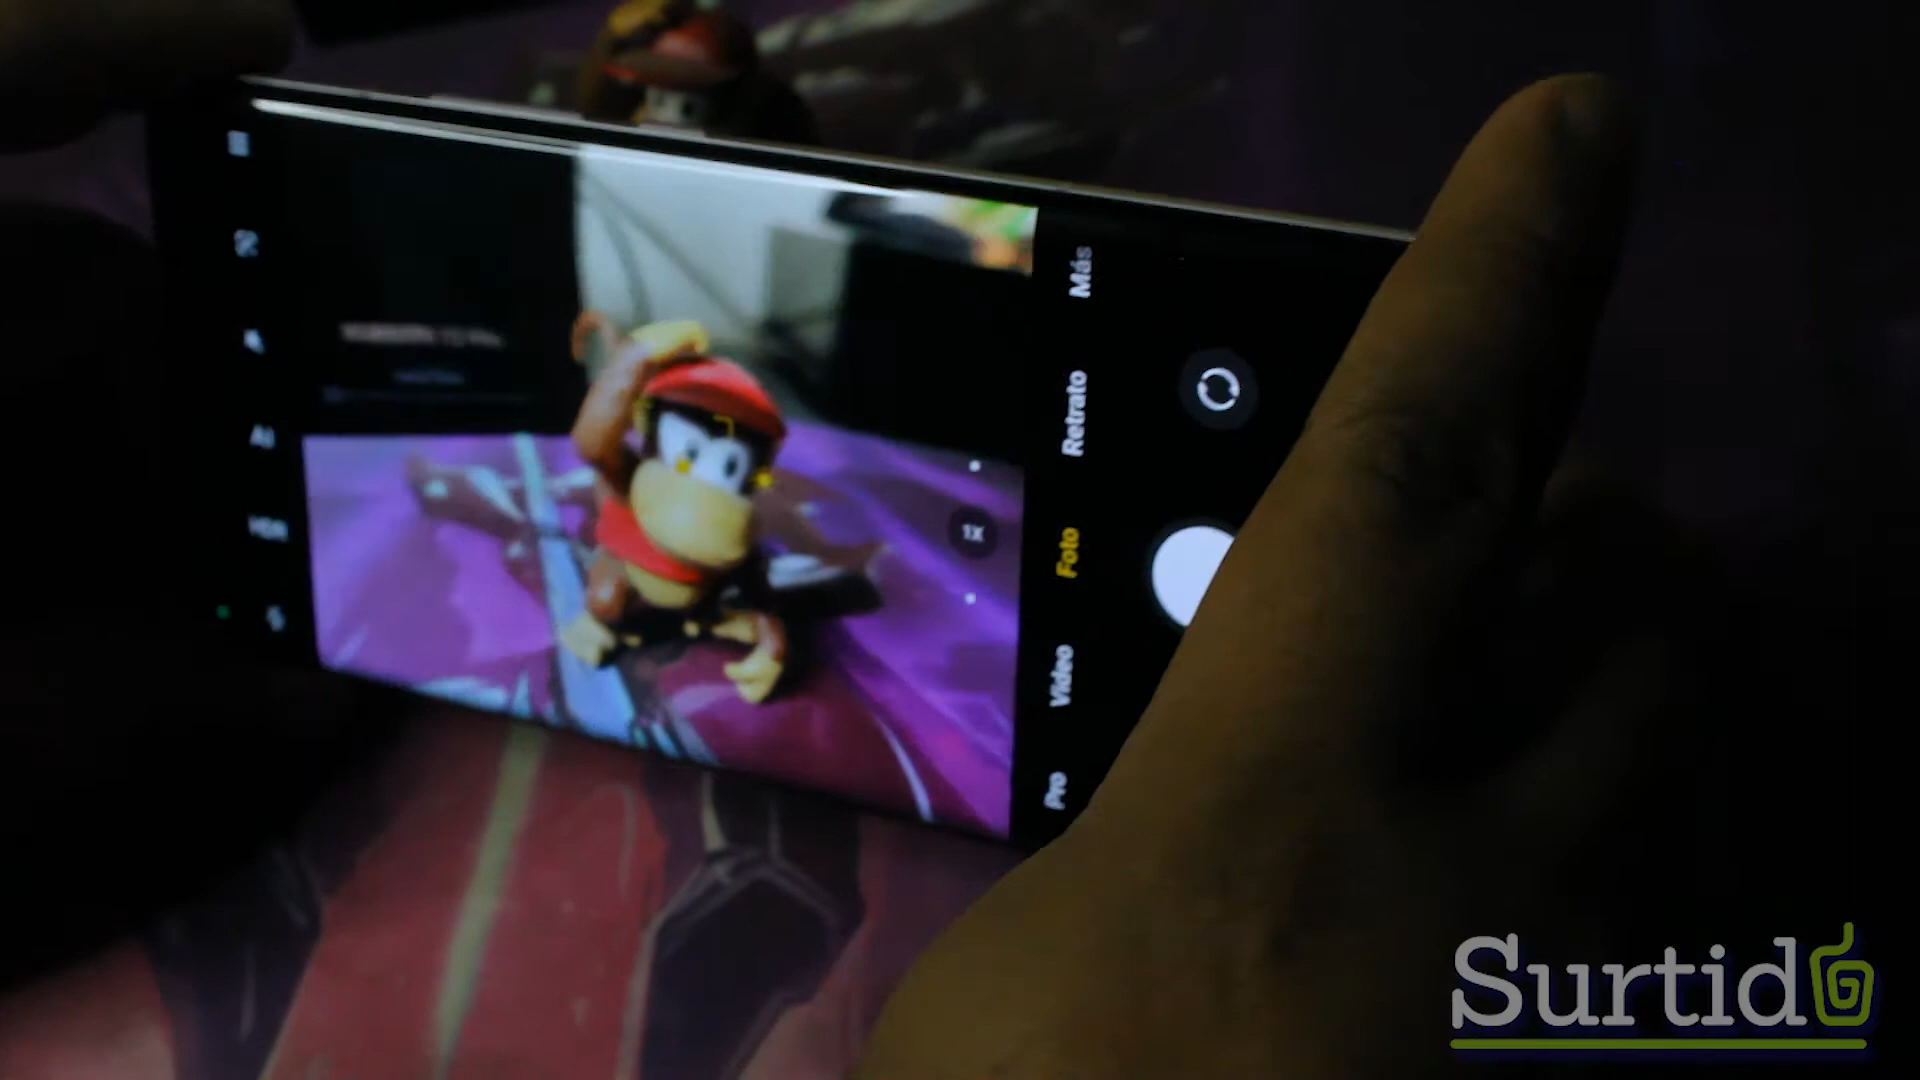 AI
HDR
1X
Más
Retrato
Foto
Video
Pro
Surtido